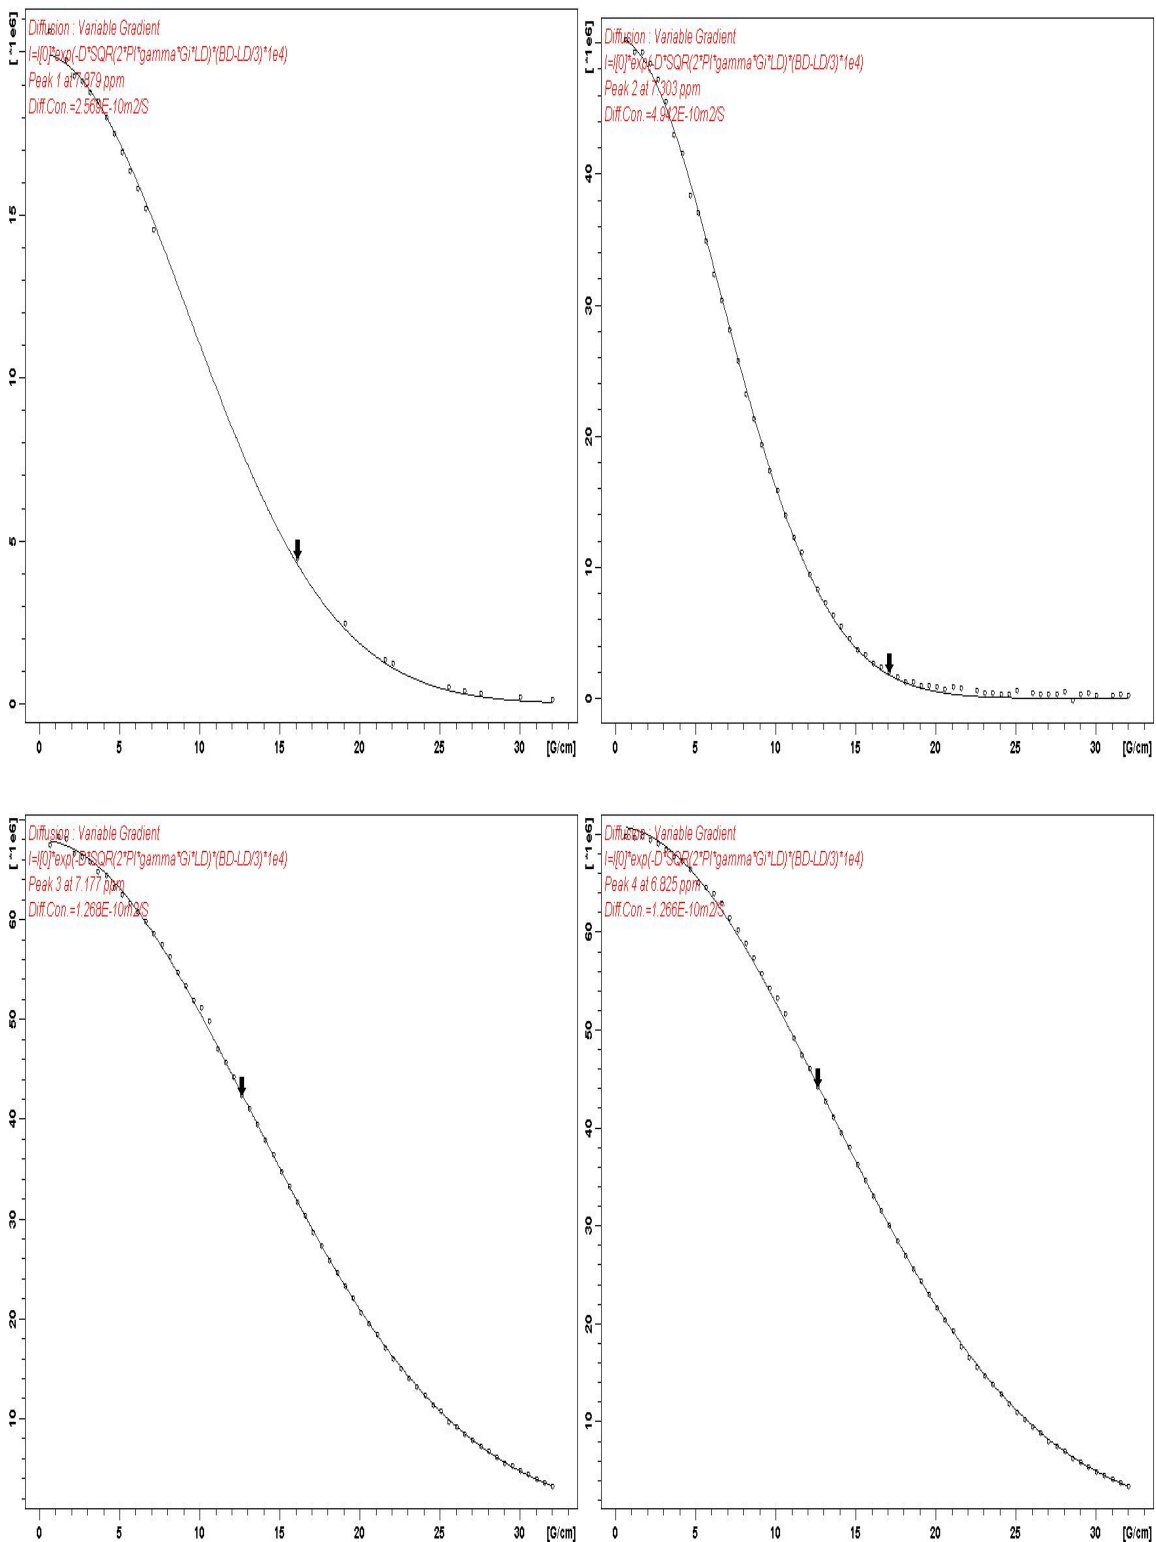 [ *1e6]
Diffusion : Variable Gradient
I=I[0]*exp(-D*SQR(2*PI*gamma*Gi*LD)*(BD-LD/3)*1e4)
Peak 1 at 7.879 ppm
Diff.Con.=2.569E-10m2/S
15
10
5
0
0 5 10 15 20 25 30 [G/cm]
[ *1e6]
Diffusion : Variable Gradient
I=I[0]*exp(-D*SQR(2*PI*gamma*Gi*LD)*(BD-LD/3)*1e4)
Peak 2 at 7.303 ppm
Diff.Con.=4.942E-10m2/S
40
30
20
10
0
0 5 10 15 20 25 30 [G/cm]
[ *1e6]
Diffusion : Variable Gradient
I=I[0]*exp(-D*SQR(2*PI*gamma*Gi*LD)*(BD-LD/3)*1e4)
Peak 3 at 7.177 ppm
Diff.Con.=1.268E-10m2/S
60
50
40
30
20
10
0 5 10 15 20 25 30 [G/cm]
[ *1e6]
Diffusion : Variable Gradient
I=I[0]*exp(-D*SQR(2*PI*gamma*Gi*LD)*(BD-LD/3)*1e4)
Peak 4 at 6.825 ppm
Diff.Con.=1.266E-10m2/S
60
50
40
30
20
10
0 5 10 15 20 25 30 [G/cm]